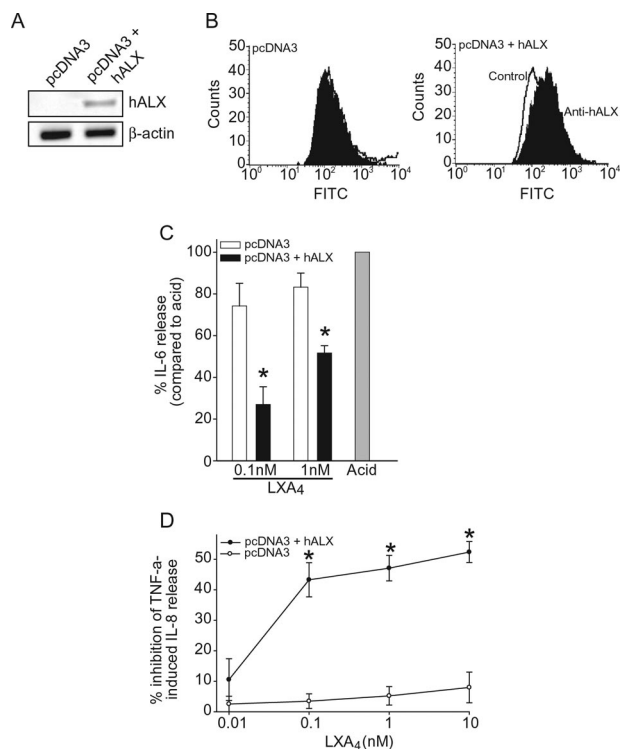 A
pcDNA3
pcDNA3 +
hALX
hALX
β-actin
B
50
40
30
20
10
0
Counts
pcDNA3
10⁰ 10¹ 10² 10³ 10⁴
FITC
50
40
30
20
10
0
Counts
pcDNA3 + hALX
Control
Anti-hALX
10⁰ 10¹ 10² 10³ 10⁴
FITC
C
pcDNA3
pcDNA3 + hALX
% IL-6 release
(compared to acid)
100
80
60
40
20
0
*
*
0.1nM 1nM Acid
LXA₄
D
pcDNA3 + hALX
pcDNA3
% inhibition of TNF-a-
induced IL-8 release
50
40
30
20
10
0
*
*
*
0.01 0.1 1 10
LXA₄(nM)